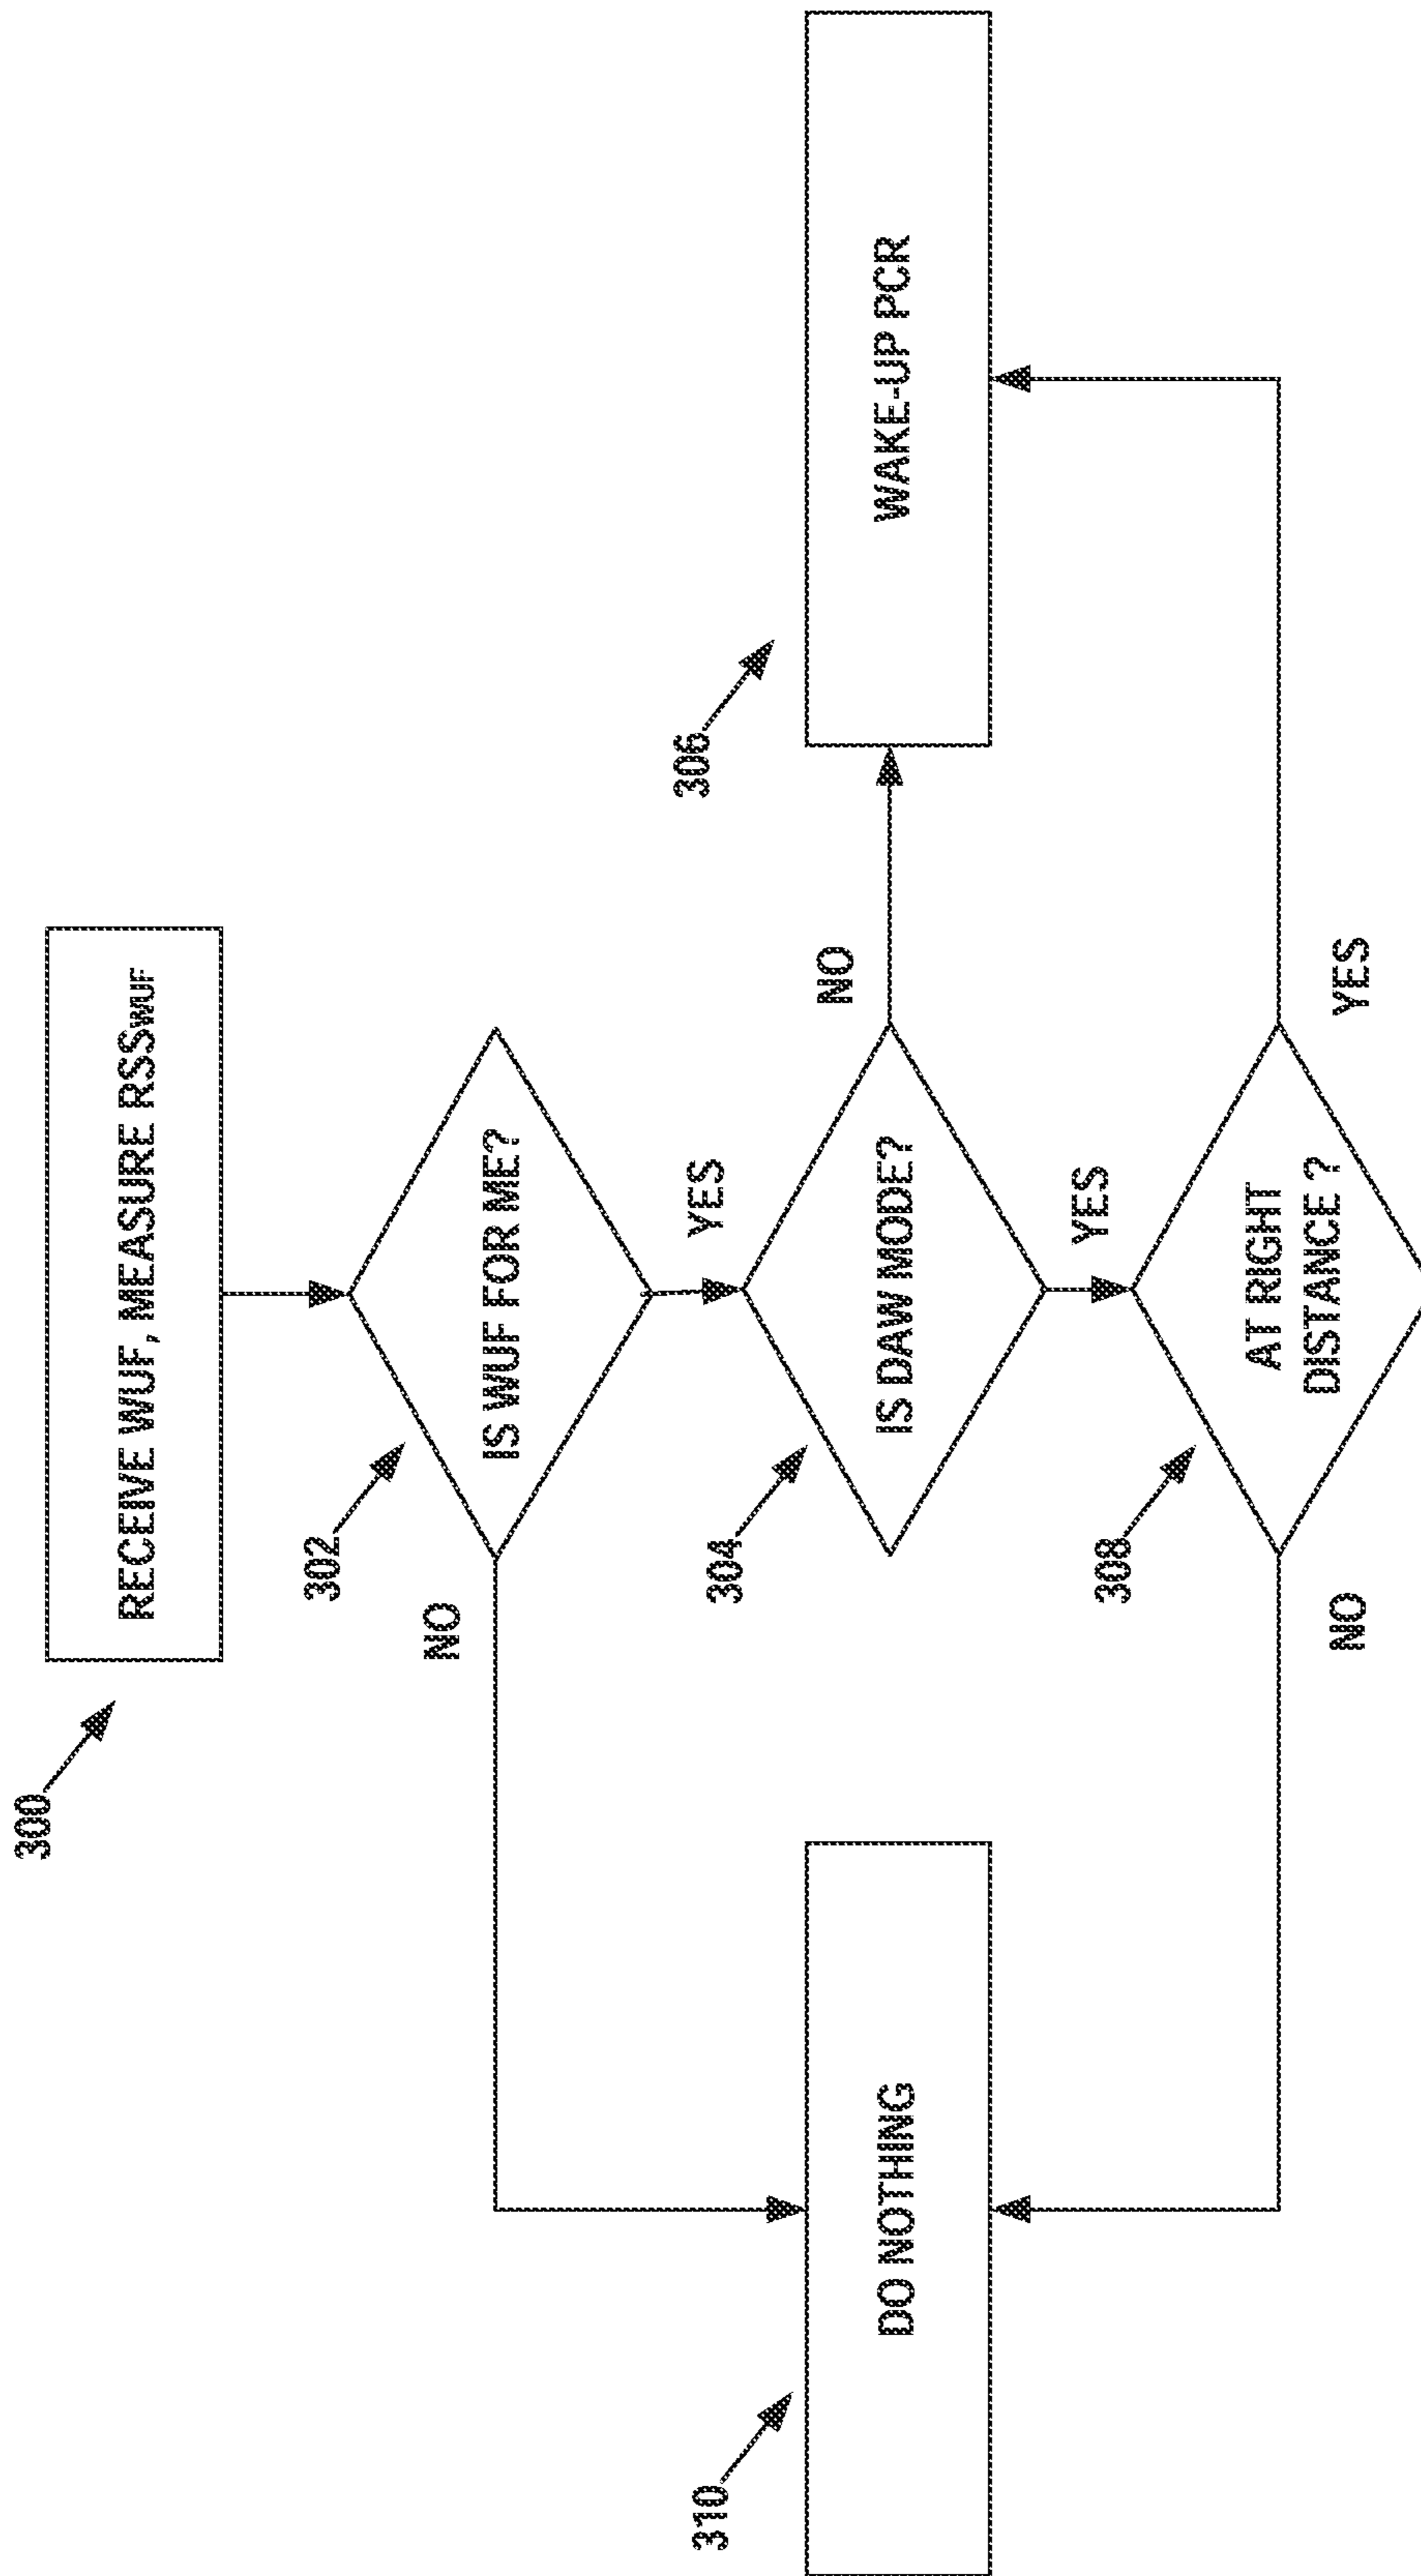 300
RECEIVE WUF, MEASURE RSSWUF
302
IS WUF FOR ME?
NO
YES
304
IS DAW MODE?
NO
YES
306
WAKE-UP PCR
308
AT RIGHT
DISTANCE ?
NO
YES
310
DO NOTHING